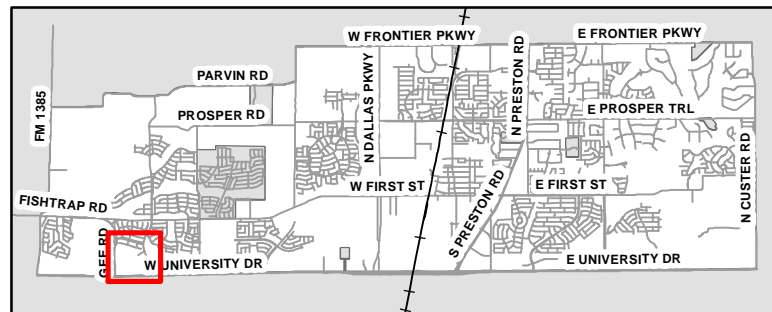 W FRONTIER PKWY
E FRONTIER PKWY
PARVIN RD
PROSPER RD
FM 1385
N DALLAS PKWY
N PRESTON RD
E PROSPER TRL
W FIRST ST
E FIRST ST
S PRESTON RD
N CUSTER RD
FISHTRAP RD
GEE RD
W UNIVERSITY DR
E UNIVERSITY DR